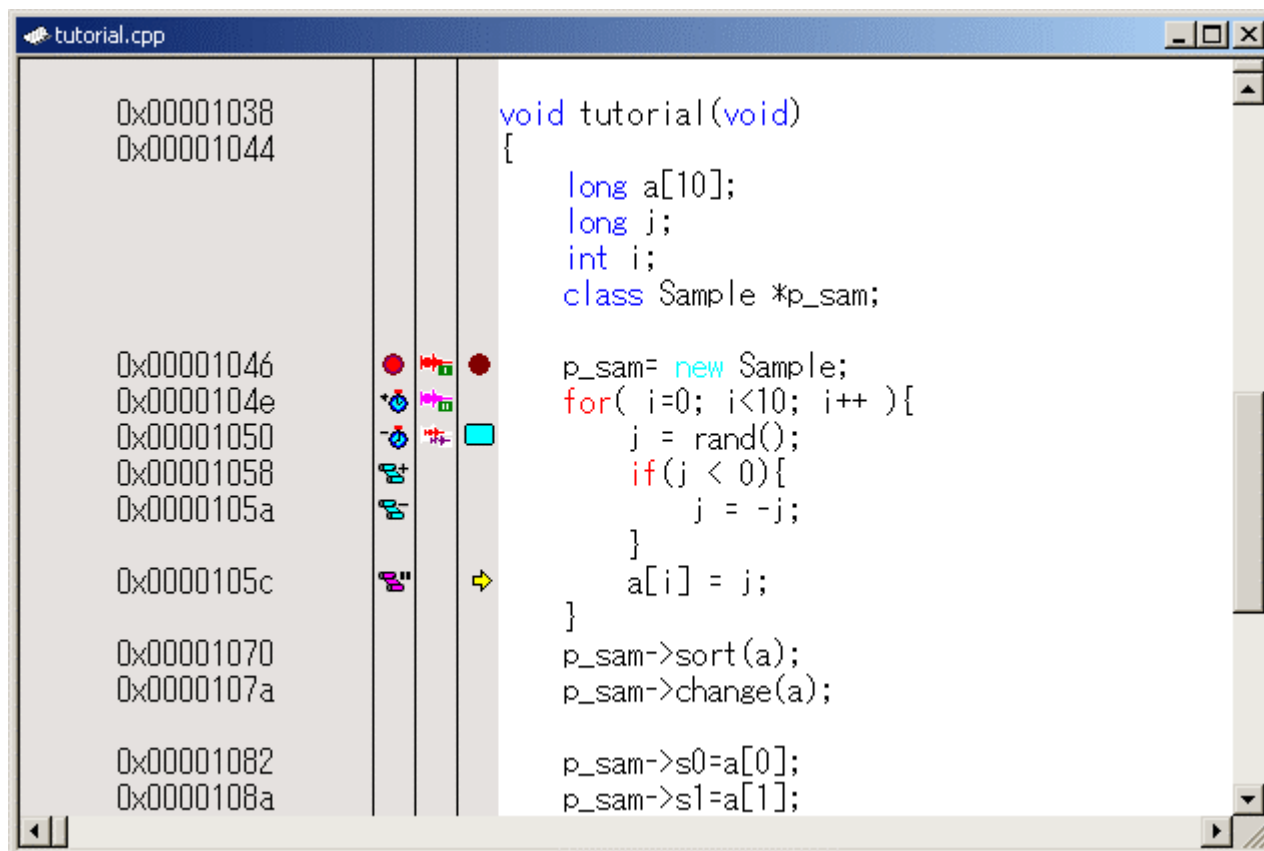 tutorial.cpp
0x00001038 void tutorial(void)
0x00001044 {
long a[10];
long j;
int i;
class Sample *p_sam;
0x00001046 p_sam= new Sample;
0x0000104e for( i=0; i<10; i++ ){
0x00001050 j = rand();
0x00001058 if(j < 0){
0x0000105a j = -j;
}
0x0000105c a[i] = j;
}
0x00001070 p_sam->sort(a);
0x0000107a p_sam->change(a);
0x00001082 p_sam->s0=a[0];
0x0000108a p_sam->s1=a[1];